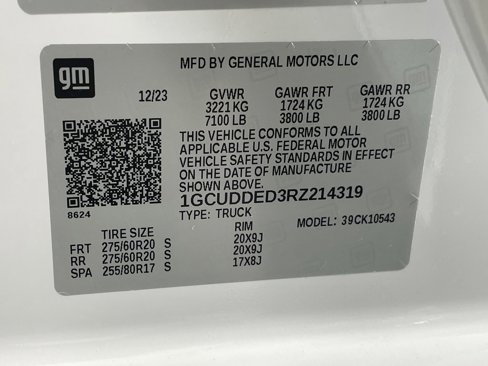 gm
MFD BY GENERAL MOTORS LLC
12/23 GVWR GAWR FRT GAWR RR
3221 KG 1724 KG 1724 KG
7100 LB 3800 LB 3800 LB
THIS VEHICLE CONFORMS TO ALL
APPLICABLE U.S. FEDERAL MOTOR
VEHICLE SAFETY STANDARDS IN EFFECT
ON THE DATE OF MANUFACTURE
SHOWN ABOVE.
8624
1GCUDDED3RZ214319
TYPE: TRUCK MODEL: 39CK10543
TIRE SIZE RIM
FRT 275/60R20 S 20X9J
RR 275/60R20 S 20X9J
SPA 255/80R17 S 17X8J